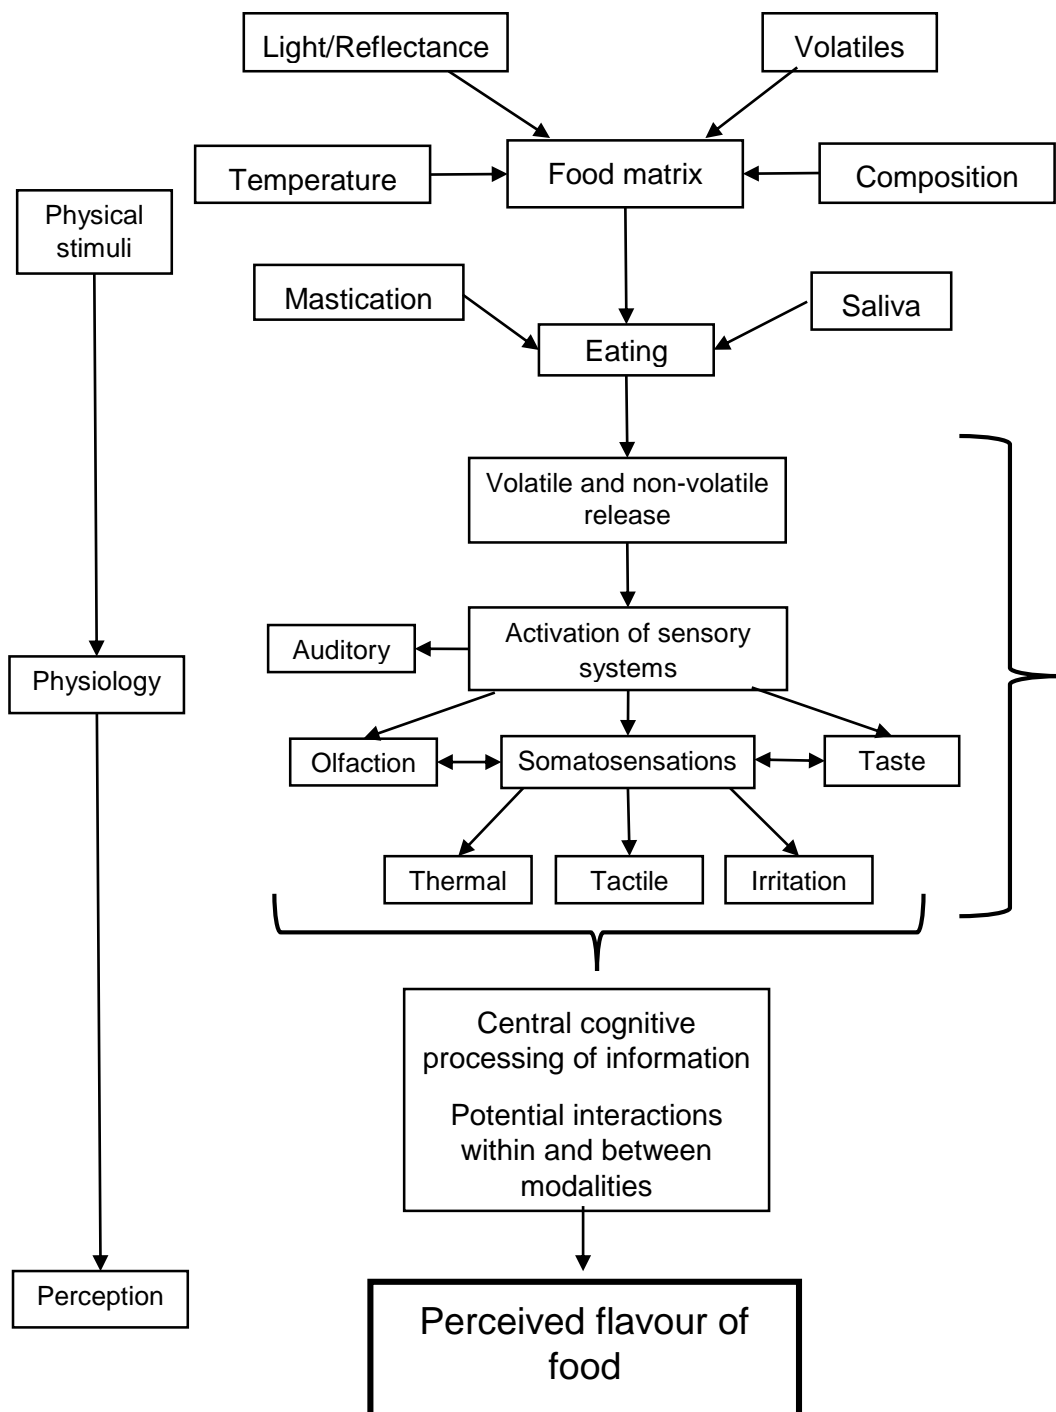 Light/Reflectance
Volatiles
Temperature
Food matrix
Composition
Physical
stimuli
Mastication
Saliva
Eating
Volatile and non-volatile
release
Auditory
Activation of sensory
systems
Physiology
Olfaction
Somatosensations
Taste
Thermal
Tactile
Irritation
Central cognitive
processing of information
Potential interactions
within and between
modalities
Perception
Perceived flavour of
food